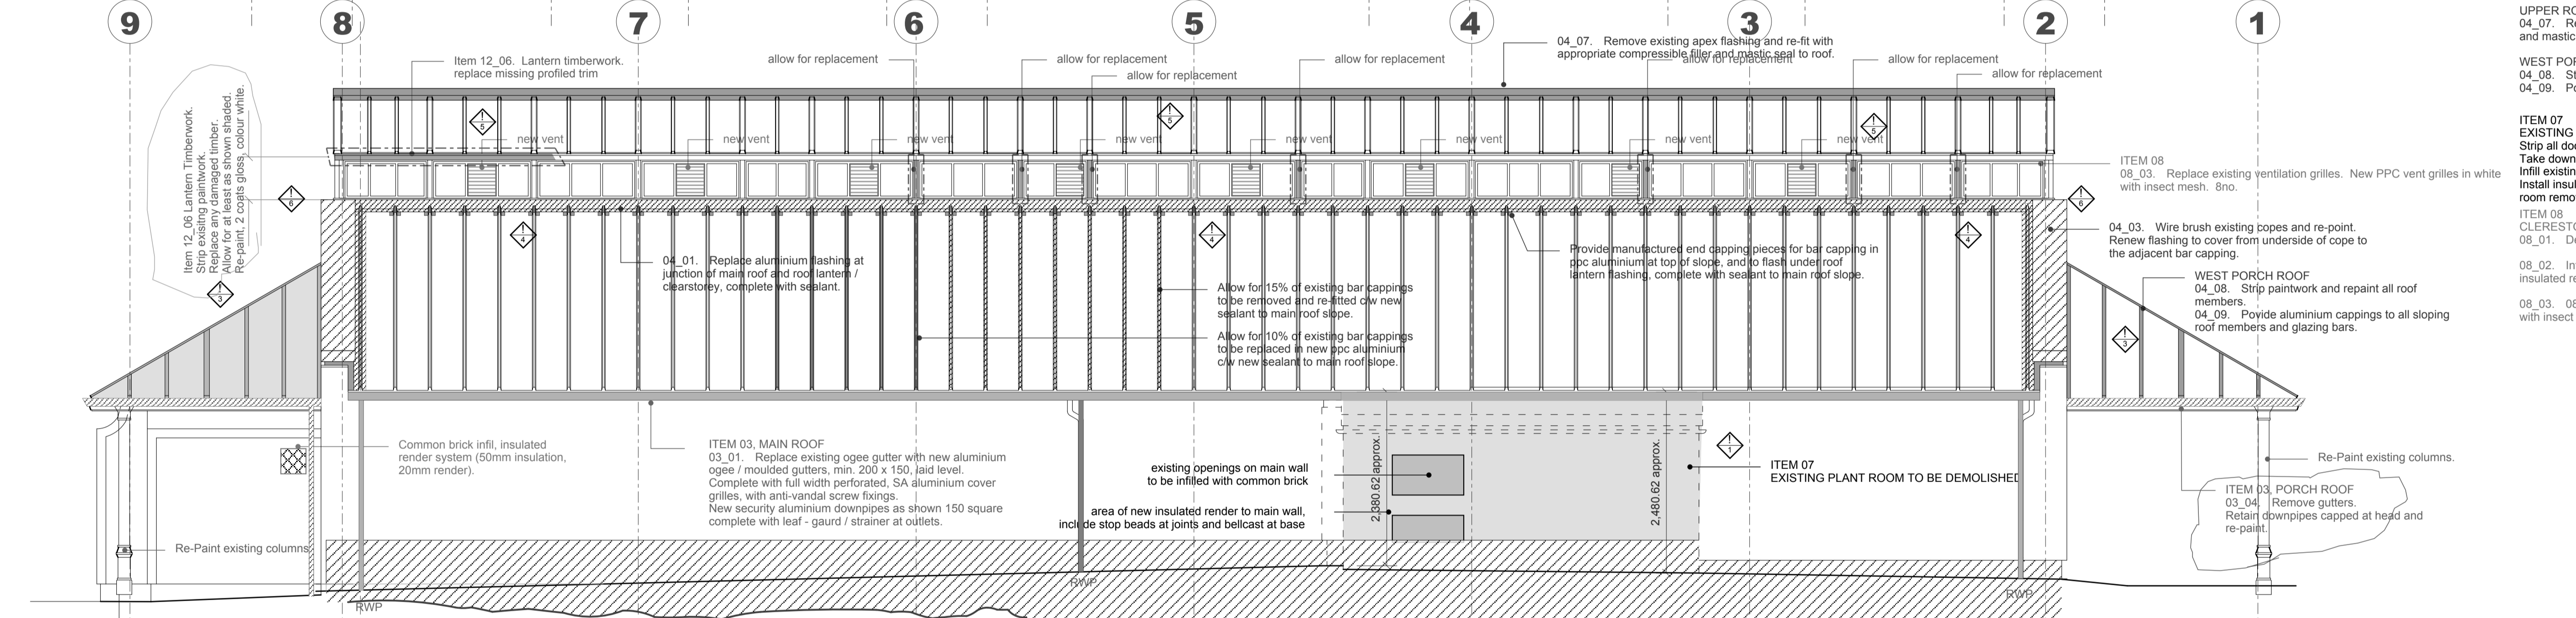 9
8
7
6
5
4
3
2
1
Item 12_06. Lantern timberwork.
replace missing profiled trim
allow for replacement
allow for replacement
allow for replacement
allow for replacement
04_07. Remove existing apex flashing and re-fit with
appropriate compressible filler and mastic seal to roof.
allow for replacement
allow for replacement
allow for replacement
Item 12_06 Lantern Timberwork.
Strip exisiting paintwork.
Replace any damaged timber.
Allow for at least as shown shaded.
Re-paint, 2 coats gloss, colour white.
new vent
new vent
new vent
new vent
new vent
new vent
new vent
new vent
!
5
!
5
!
5
!
6
!
6
!
4
!
4
!
4
!
3
!
3
!
1
ITEM 08
08_03. Replace existing ventilation grilles. New PPC vent grilles in white
with insect mesh. 8no.
04_03. Wire brush existing copes and re-point.
Renew flashing to cover from underside of cope to
the adjacent bar capping.
WEST PORCH ROOF
04_08. Strip paintwork and repaint all roof
members.
04_09. Povide aluminium cappings to all sloping
roof members and glazing bars.
04_01. Replace aluminium flashing at
junction of main roof and roof lantern /
clearstorey, complete with sealant.
Provide manufactured end capping pieces for bar capping in
ppc aluminium at top of slope, and to flash under roof
lantern flashing, complete with sealant to main roof slope.
Allow for 15% of existing bar cappings
to be removed and re-fitted c/w new
sealant to main roof slope.
Allow for 10% of existing bar cappings
to be replaced in new ppc aluminium
c/w new sealant to main roof slope.
Common brick infil, insulated
render system (50mm insulation,
20mm render).
ITEM 03, MAIN ROOF
03_01. Replace existing ogee gutter with new aluminium
ogee / moulded gutters, min. 200 x 150, laid level.
Complete with full width perforated, SA aluminium cover
grilles, with anti-vandal screw fixings.
New security aluminium downpipes as shown 150 square
complete with leaf - gaurd / strainer at outlets.
existing openings on main wall
to be infilled with common brick
area of new insulated render to main wall,
include stop beads at joints and bellcast at base
2,380.62 approx.
2,480.62 approx.
ITEM 07
EXISTING PLANT ROOM TO BE DEMOLISHED
Re-Paint existing columns.
ITEM 03, PORCH ROOF
03_04. Remove gutters.
Retain downpipes capped at head and
re-paint.
Re-Paint existing columns
RWP
RWP
RWP
UPPER RO
04_07. Re
and mastic
WEST POR
04_08. St
04_09. Po
ITEM 07
EXISTING
Strip all doo
Take down
Infill existin
Install insul
room remo
ITEM 08
CLERESTO
08_01. De
08_02. In
insulated re
08_03. 08
with insect